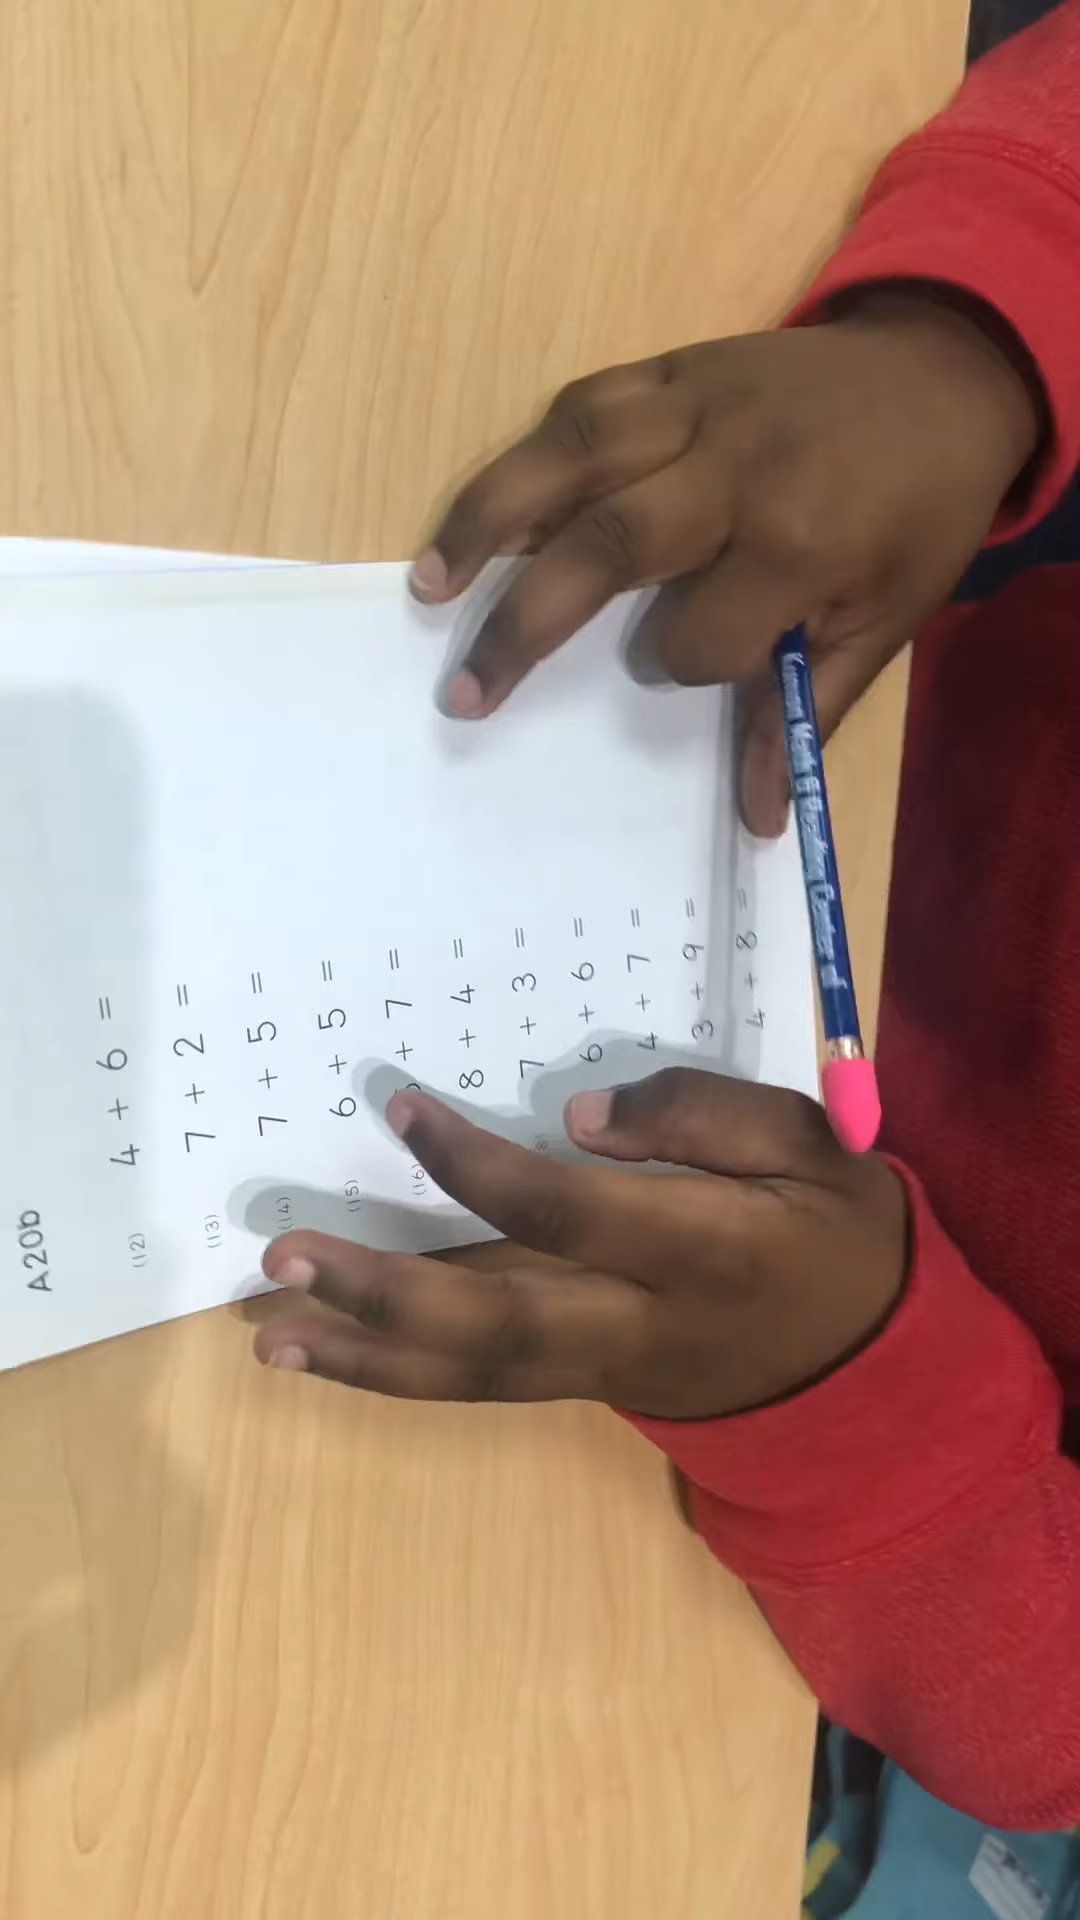 A20b
(12) 4 + 6 =
(13) 7 + 2 =
(14) 7 + 5 =
(15) 6 + 5 =
(16) + 7 =
8 + 4 =
7 + 3 =
6 + 6 =
4 + 7 =
3 + 9 =
4 + 8 =